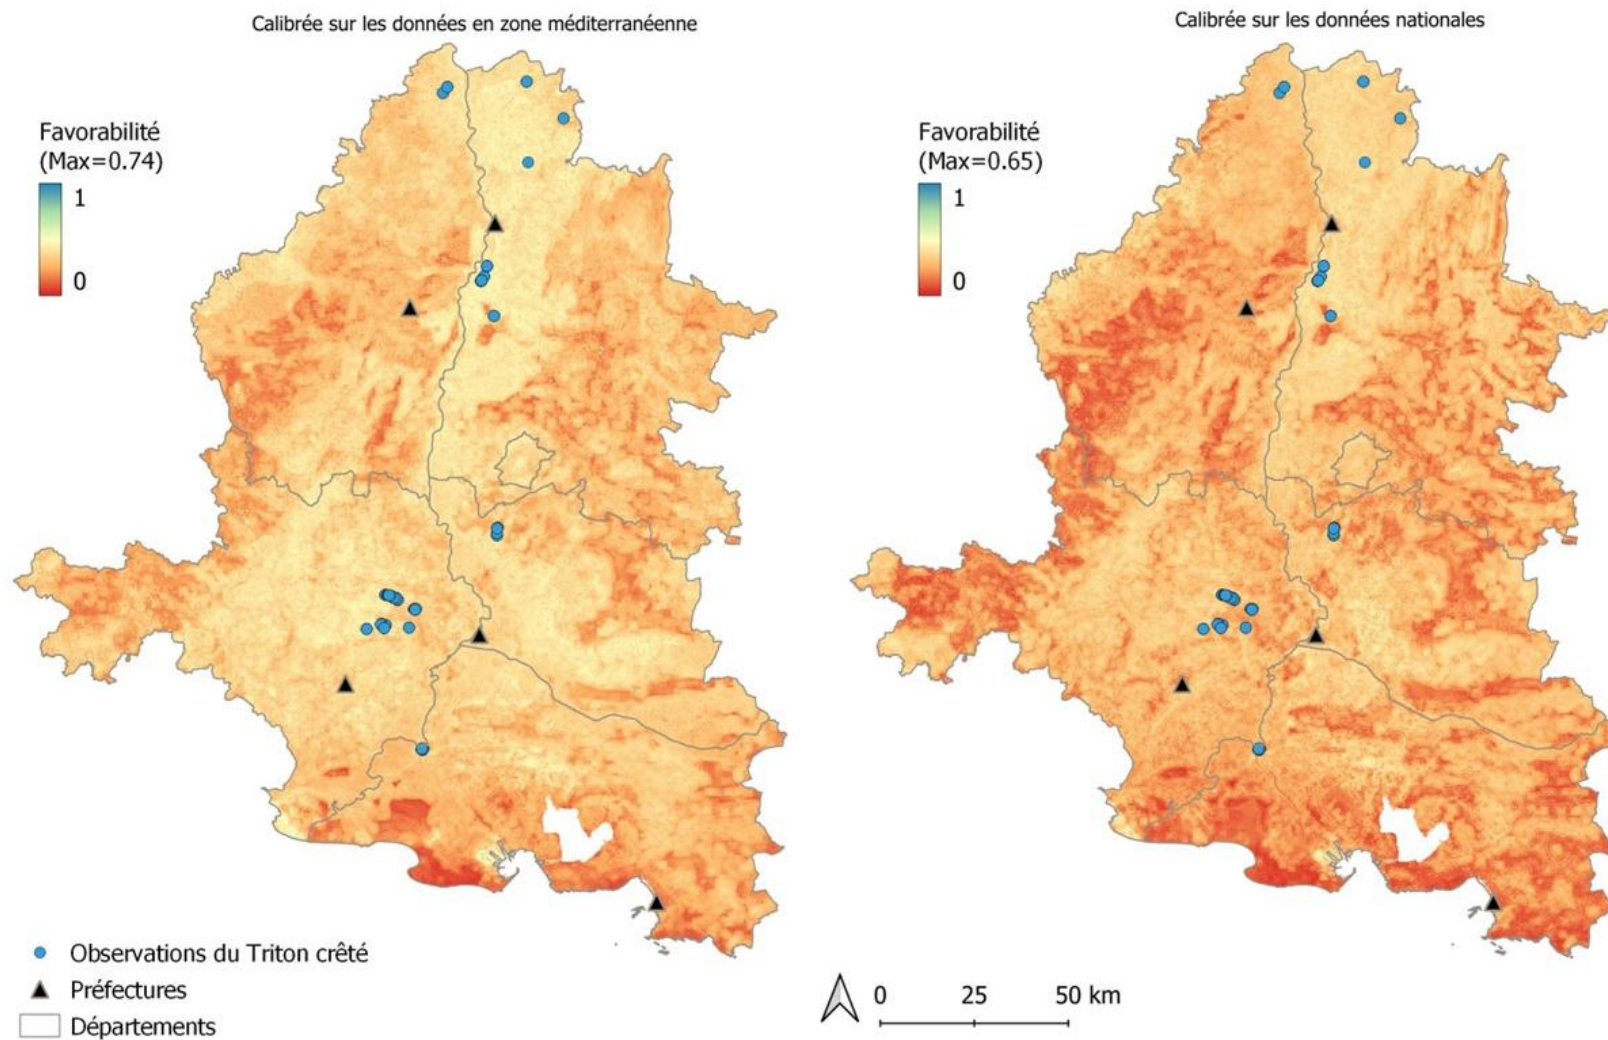 Calibrée sur les données en zone méditerranéenne
Calibrée sur les données nationales
Favorabilité
(Max=0.74)
1
0
Favorabilité
(Max=0.65)
1
0
Observations du Triton crêté
Préfectures
Départements
0 25 50 km